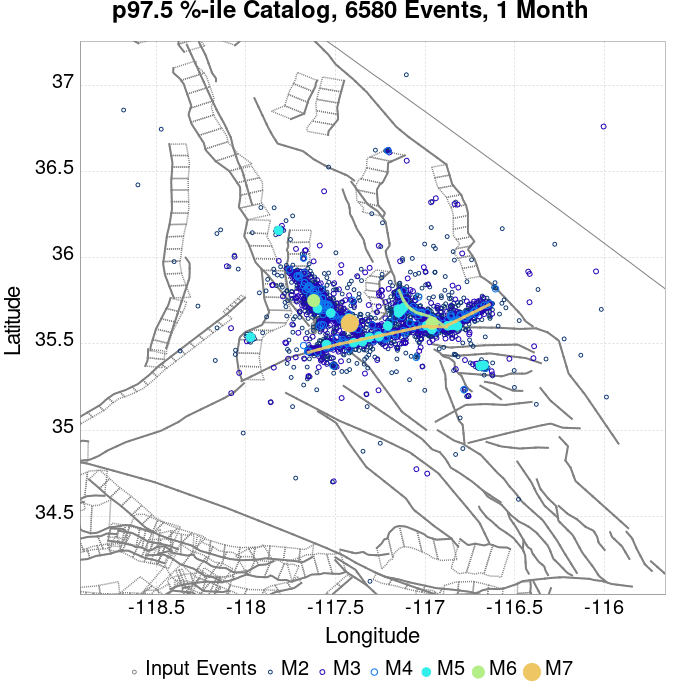 p97.5 %-ile Catalog, 6580 Events, 1 Month
37
36.5
36
35.5
35
34.5
Latitude
-118.5 -118 -117.5 -117 -116.5 -116
Longitude
Input Events M2 M3 M4 M5 M6 M7